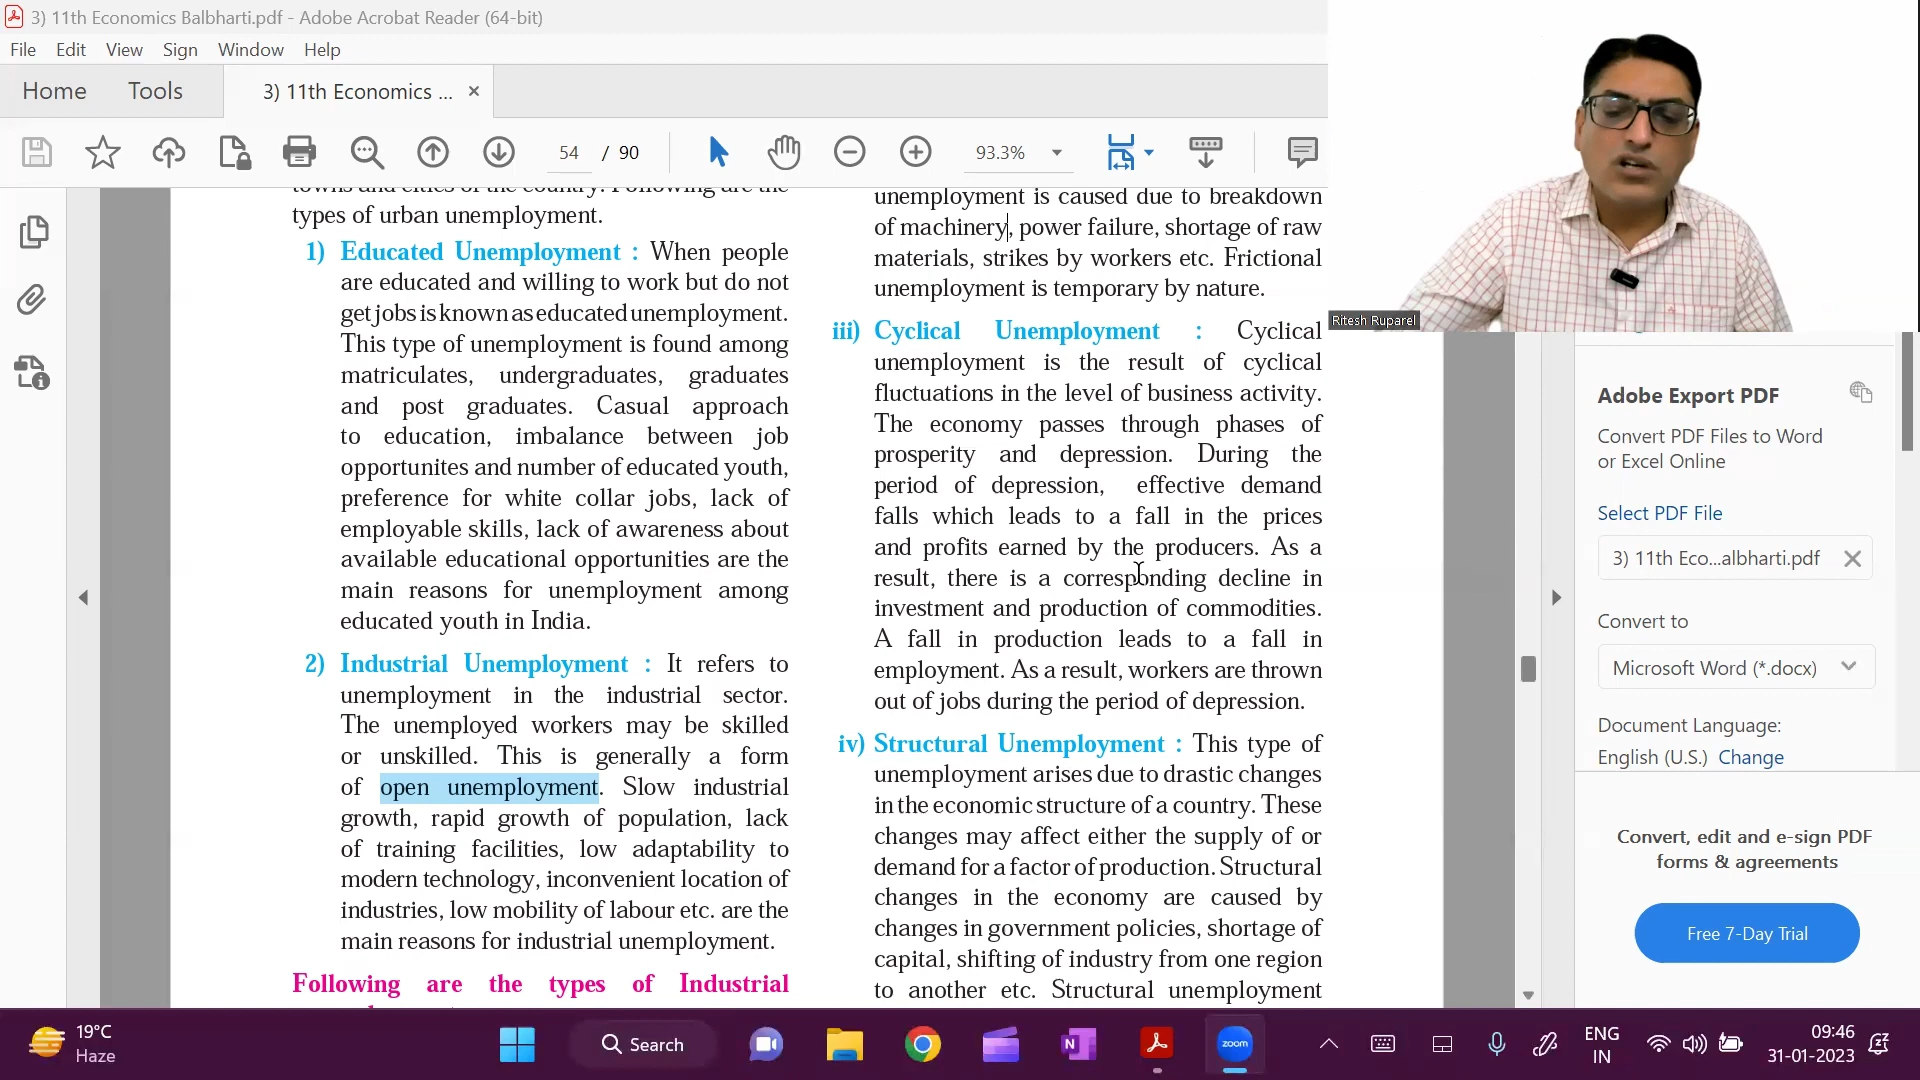 3) 11th Economics Balbharti.pdf - Adobe Acrobat Reader (64-bit)
File Edit View Sign Window Help
Home Tools 3) 11th Economics ... ×
54 / 90 93.3%
towns and cities of the country. Following are the
types of urban unemployment.
1) Educated Unemployment : When people
are educated and willing to work but do not
get jobs is known as educated unemployment.
This type of unemployment is found among
matriculates, undergraduates, graduates
and post graduates. Casual approach
to education, imbalance between job
opportunites and number of educated youth,
preference for white collar jobs, lack of
employable skills, lack of awareness about
available educational opportunities are the
main reasons for unemployment among
educated youth in India.
2) Industrial Unemployment : It refers to
unemployment in the industrial sector.
The unemployed workers may be skilled
or unskilled. This is generally a form
of open unemployment. Slow industrial
growth, rapid growth of population, lack
of training facilities, low adaptability to
modern technology, inconvenient location of
industries, low mobility of labour etc. are the
main reasons for industrial unemployment.
Following are the types of Industrial
unemployment is caused due to breakdown
of machinery, power failure, shortage of raw
materials, strikes by workers etc. Frictional
unemployment is temporary by nature.
iii) Cyclical Unemployment : Cyclical
unemployment is the result of cyclical
fluctuations in the level of business activity.
The economy passes through phases of
prosperity and depression. During the
period of depression, effective demand
falls which leads to a fall in the prices
and profits earned by the producers. As a
result, there is a corresponding decline in
investment and production of commodities.
A fall in production leads to a fall in
employment. As a result, workers are thrown
out of jobs during the period of depression.
iv) Structural Unemployment : This type of
unemployment arises due to drastic changes
in the economic structure of a country. These
changes may affect either the supply of or
demand for a factor of production. Structural
changes in the economy are caused by
changes in government policies, shortage of
capital, shifting of industry from one region
to another etc. Structural unemployment
Ritesh Ruparel
Adobe Export PDF
Convert PDF Files to Word
or Excel Online
Select PDF File
3) 11th Eco...albharti.pdf
Convert to
Microsoft Word (*.docx)
Document Language:
English (U.S.) Change
Convert, edit and e-sign PDF
forms & agreements
Free 7-Day Trial
19°C
Haze
Search
N
zoom
ENG
IN
09:46
31-01-2023